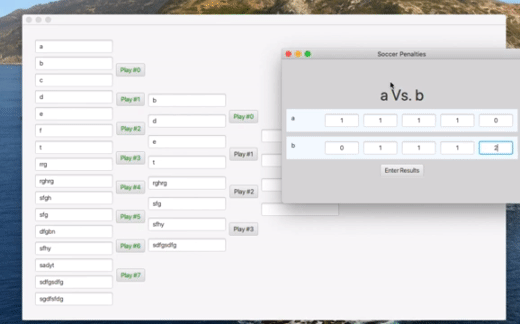 Soccer Penalties
a Vs. b
a 1 1 1 1 0
b 0 1 1 1 2
Enter Results
a
b
Play #0
c
d
Play #1
e
f
Play #2
t
rrg
Play #3
rghrg
sfgh
Play #4
sfg
dfgbn
Play #5
sfhy
sadyt
Play #6
sdfgsdfg
sgdfsfdg
Play #7
b
d
Play #0
e
t
Play #1
rghrg
sfg
Play #2
sfhy
sdfgsdfg
Play #3